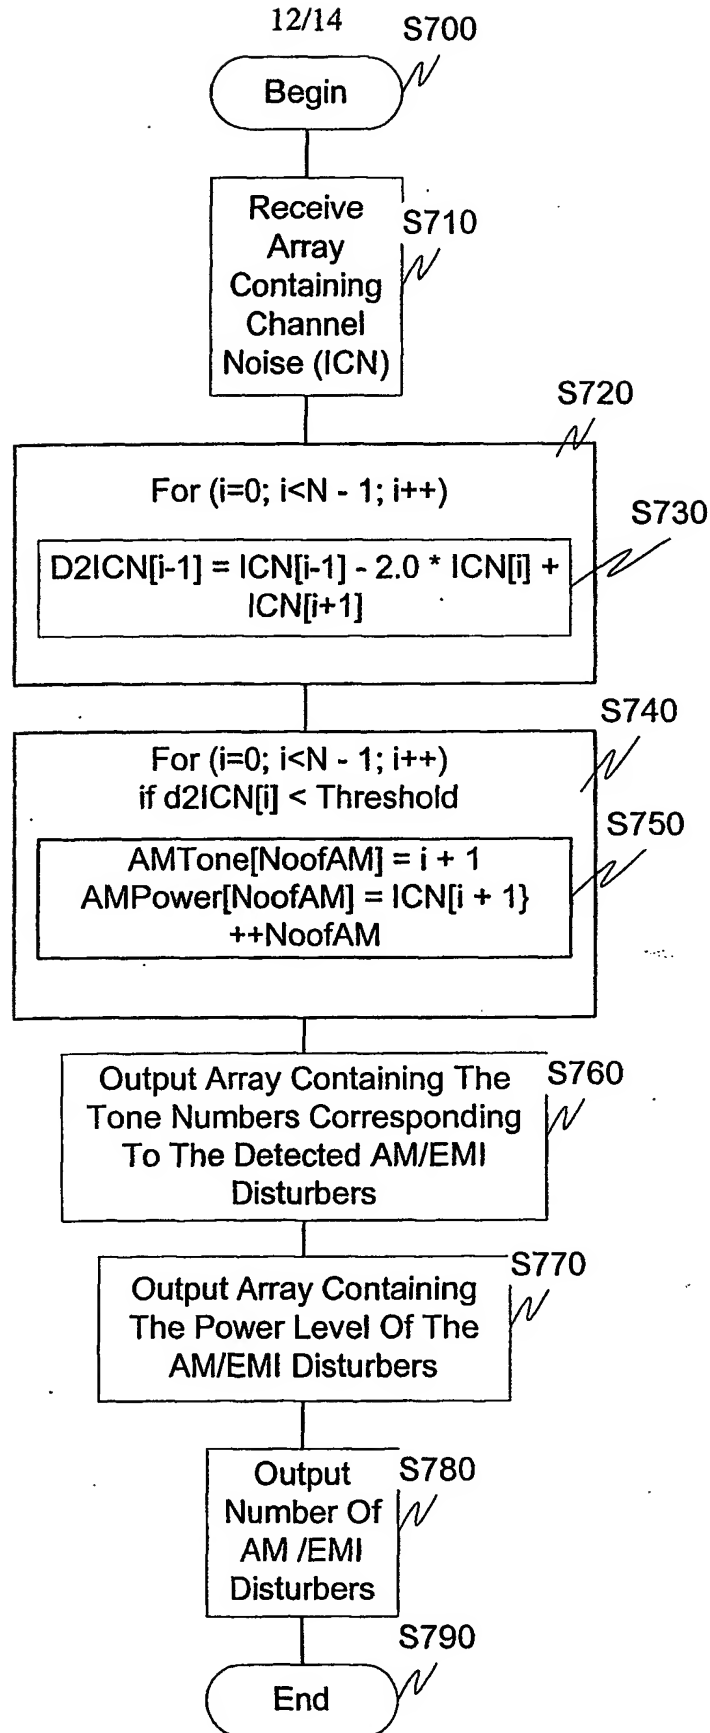 12/14
S700
Begin
S710
Receive
Array
Containing
Channel
Noise (ICN)
S720
For (i=0; i<N - 1; i++)
S730
D2ICN[i-1] = ICN[i-1] - 2.0 * ICN[i] +
ICN[i+1]
S740
For (i=0; i<N - 1; i++)
if d2ICN[i] < Threshold
S750
AMTone[NoofAM] = i + 1
AMPower[NoofAM] = ICN[i + 1}
++NoofAM
S760
Output Array Containing The
Tone Numbers Corresponding
To The Detected AM/EMI
Disturbers
S770
Output Array Containing
The Power Level Of The
AM/EMI Disturbers
S780
Output
Number Of
AM /EMI
Disturbers
S790
End